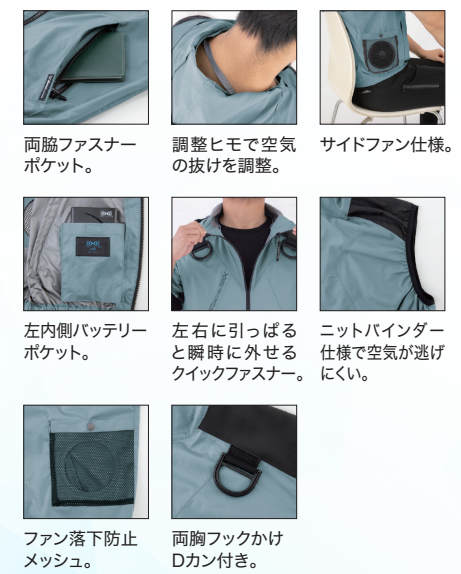 両脇ファスナー
ポケット。
調整ヒモで空気
の抜けを調整。
サイドファン仕様。
左内側バッテリー
ポケット。
左右に引っぱる
と瞬時に外せる
クイックファスナー。
ニットバインダー
仕様で空気が逃げ
にくい。
ファン落下防止
メッシュ。
両胸フックかけ
Dカン付き。